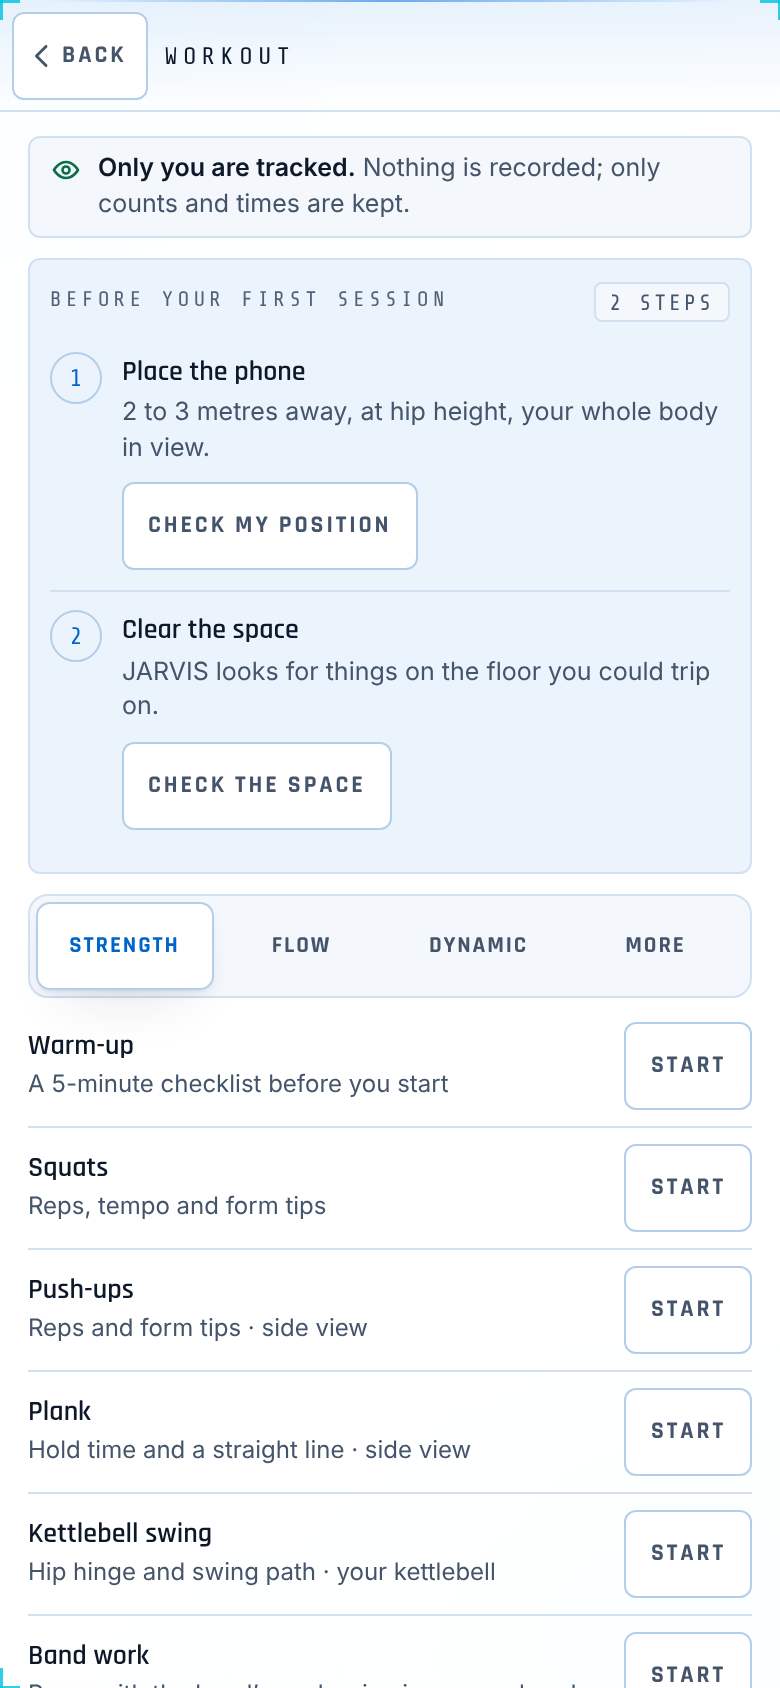 BACK
WORKOUT
Only you are tracked. Nothing is recorded; only
counts and times are kept.
BEFORE YOUR FIRST SESSION
2 STEPS
1
Place the phone
2 to 3 metres away, at hip height, your whole body
in view.
CHECK MY POSITION
2
Clear the space
JARVIS looks for things on the floor you could trip
on.
CHECK THE SPACE
STRENGTH
FLOW
DYNAMIC
MORE
Warm-up
A 5-minute checklist before you start
START
Squats
Reps, tempo and form tips
START
Push-ups
Reps and form tips · side view
START
Plank
Hold time and a straight line · side view
START
Kettlebell swing
Hip hinge and swing path · your kettlebell
START
Band work
START